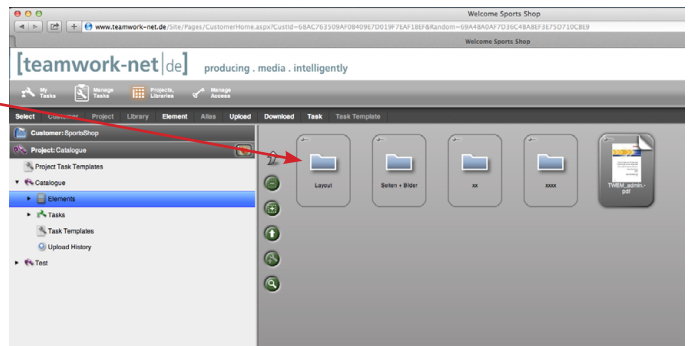 Welcome Sports Shop
www.teamwork-net.de/Site/Pages/CustomerHome.aspx?CustId=68AC763509AF0B409E7D019F7EAF1BEF&Random=69A48A0AF7D36C4BA8EF3E75D710C8E9
Welcome Sports Shop
[teamwork-net|de] producing . media . intelligently
My Tasks
Manage Tasks
Projects, Libraries
Manage Access
Select Customer Project Library Element Alias Upload Download Task Task Template
Customer: SportsShop
Project: Catalogue
Project Task Templates
Catalogue
Elements
Tasks
Task Templates
Upload History
Test
Layout
Seiten + Bilder
xx
xxxx
TWEM_admin.-
pdf